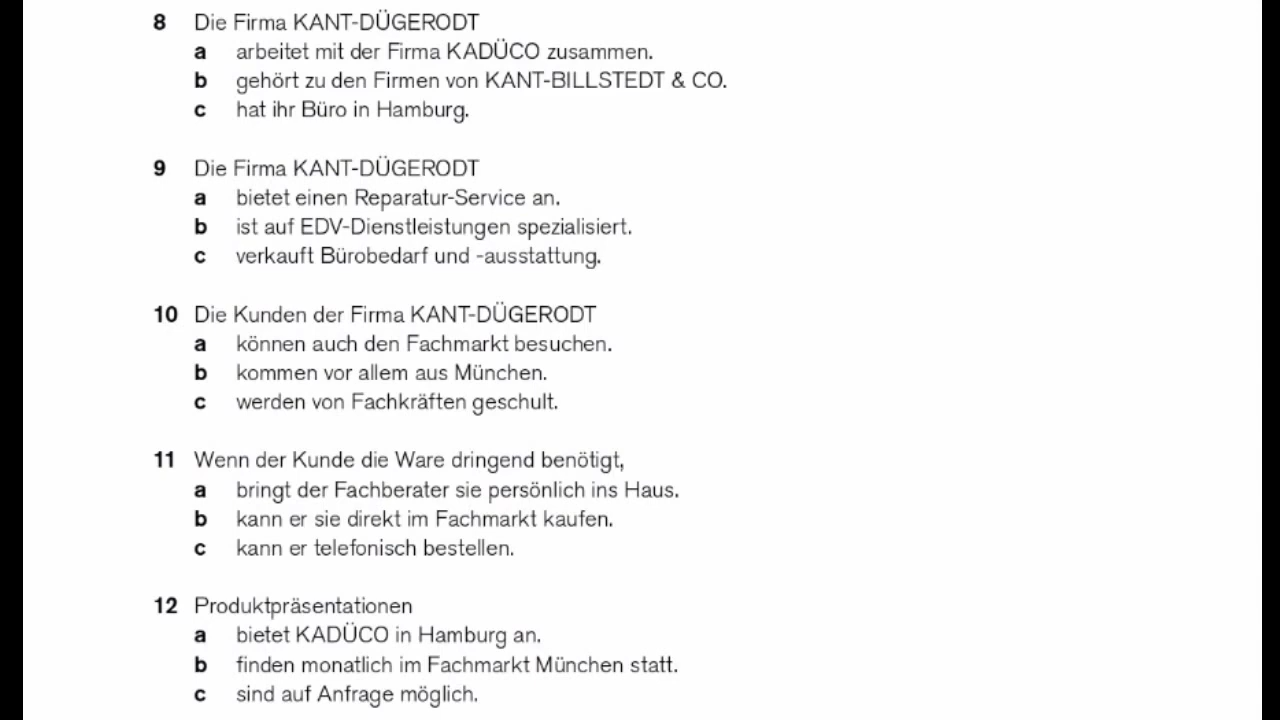 8 Die Firma KANT-DÜGERODT
a arbeitet mit der Firma KADÜCO zusammen.
b gehört zu den Firmen von KANT-BILLSTEDT & CO.
c hat ihr Büro in Hamburg.
9 Die Firma KANT-DÜGERODT
a bietet einen Reparatur-Service an.
b ist auf EDV-Dienstleistungen spezialisiert.
c verkauft Bürobedarf und -ausstattung.
10 Die Kunden der Firma KANT-DÜGERODT
a können auch den Fachmarkt besuchen.
b kommen vor allem aus München.
c werden von Fachkräften geschult.
11 Wenn der Kunde die Ware dringend benötigt,
a bringt der Fachberater sie persönlich ins Haus.
b kann er sie direkt im Fachmarkt kaufen.
c kann er telefonisch bestellen.
12 Produktpräsentationen
a bietet KADÜCO in Hamburg an.
b finden monatlich im Fachmarkt München statt.
c sind auf Anfrage möglich.